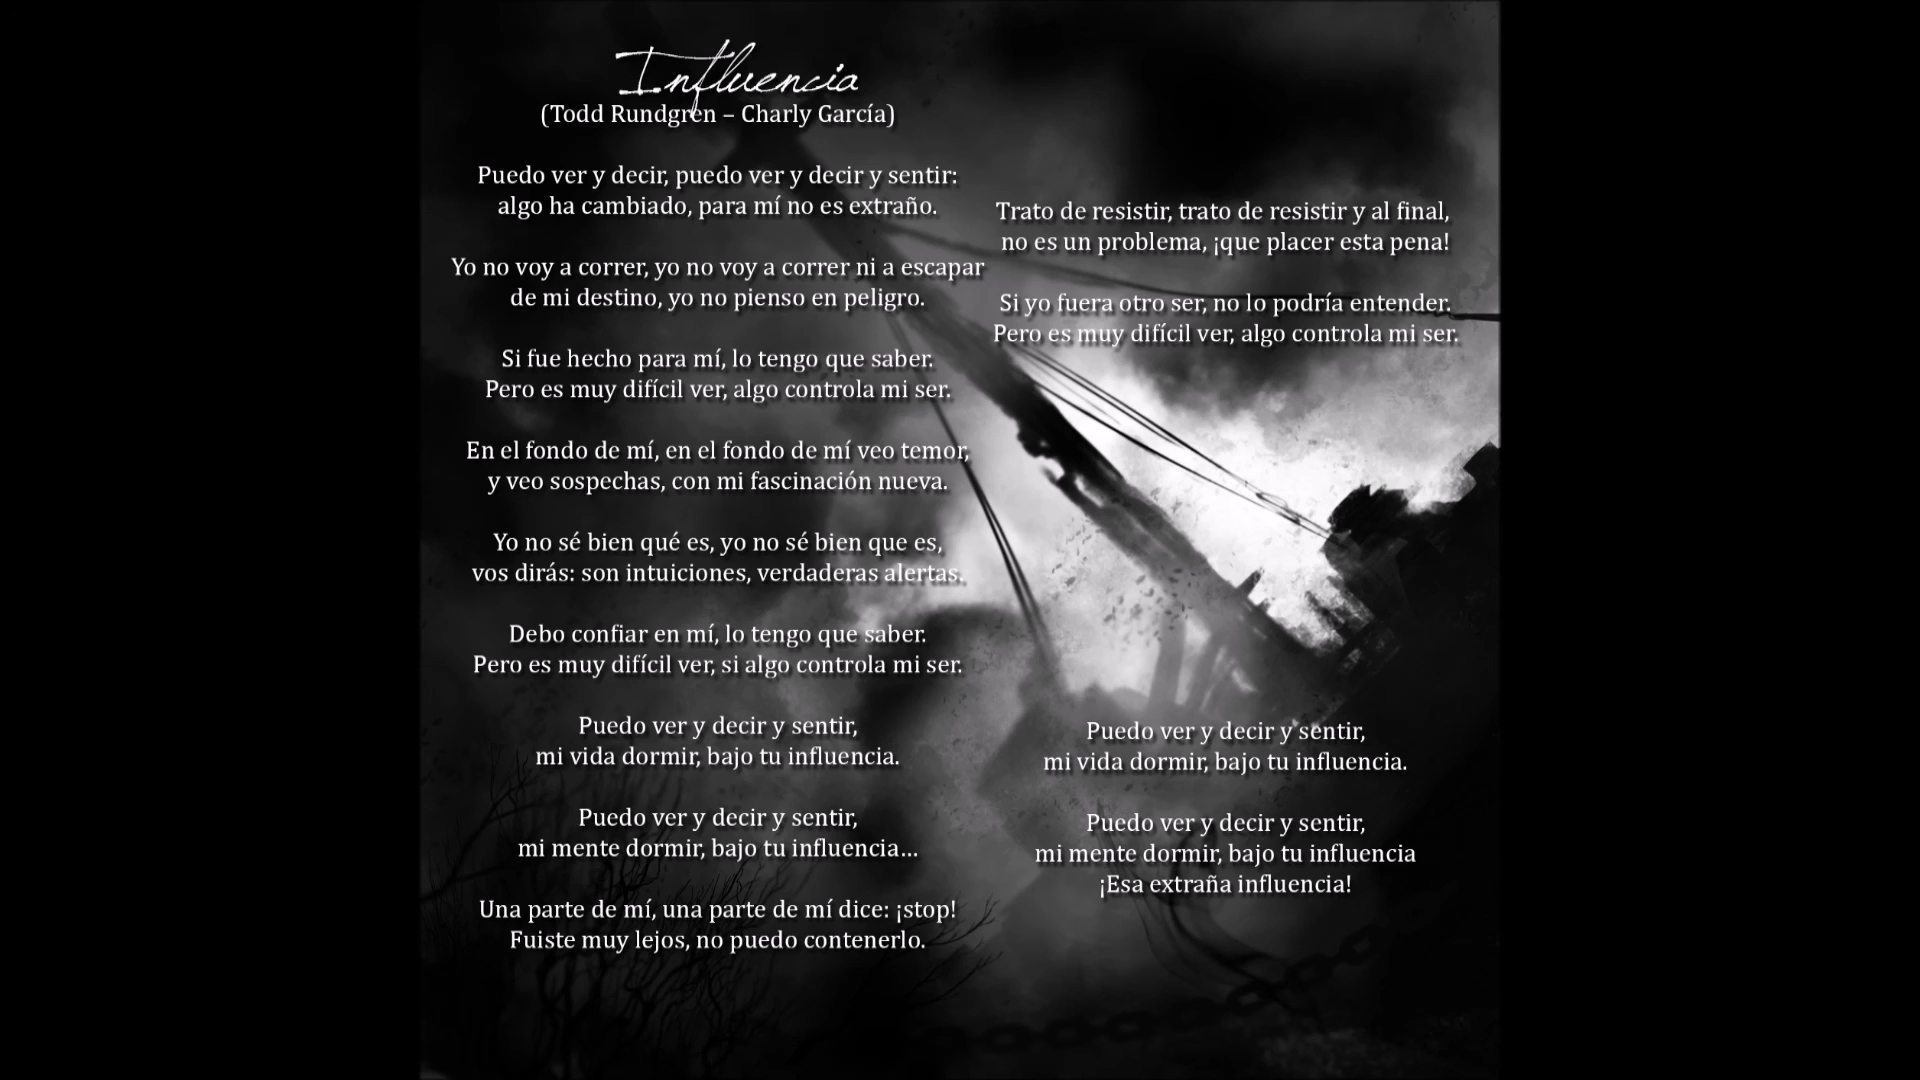 Influencia
(Todd Rundgren – Charly García)
Puedo ver y decir, puedo ver y decir y sentir:
algo ha cambiado, para mí no es extraño.
Yo no voy a correr, yo no voy a correr ni a escapar
de mi destino, yo no pienso en peligro.
Si fue hecho para mí, lo tengo que saber.
Pero es muy difícil ver, algo controla mi ser.
En el fondo de mí, en el fondo de mí veo temor,
y veo sospechas, con mi fascinación nueva.
Yo no sé bien qué es, yo no sé bien que es,
vos dirás: son intuiciones, verdaderas alertas.
Debo confiar en mí, lo tengo que saber.
Pero es muy difícil ver, si algo controla mi ser.
Puedo ver y decir y sentir,
mi vida dormir, bajo tu influencia.
Puedo ver y decir y sentir,
mi mente dormir, bajo tu influencia...
Una parte de mí, una parte de mí dice: ¡stop!
Fuiste muy lejos, no puedo contenerlo.
Trato de resistir, trato de resistir y al final,
no es un problema, ¡que placer esta pena!
Si yo fuera otro ser, no lo podría entender.
Pero es muy difícil ver, algo controla mi ser.
Puedo ver y decir y sentir,
mi vida dormir, bajo tu influencia.
Puedo ver y decir y sentir,
mi mente dormir, bajo tu influencia
¡Esa extraña influencia!